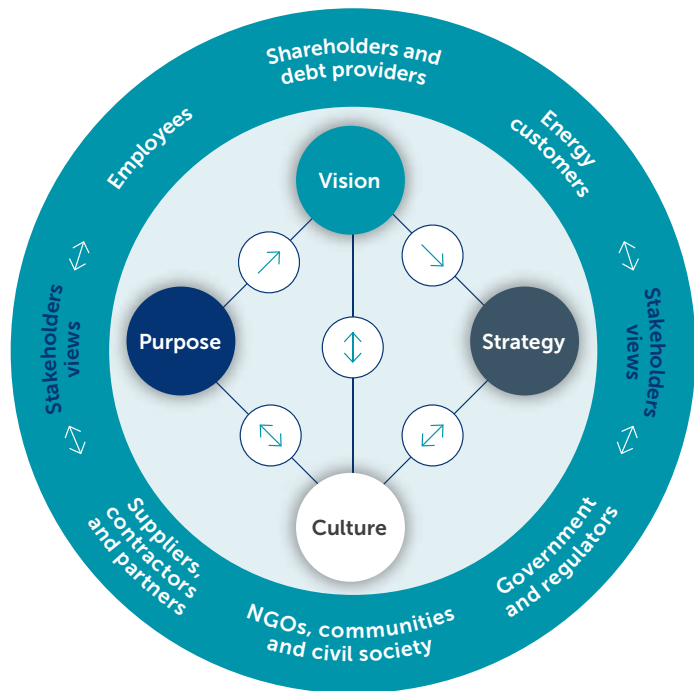 Shareholders and
debt providers
Employees
Energy
customers
Vision
Stakeholders
views
Stakeholders
views
Purpose
Strategy
Culture
Suppliers,
contractors
and partners
Government
and regulators
NGOs, communities
and civil society